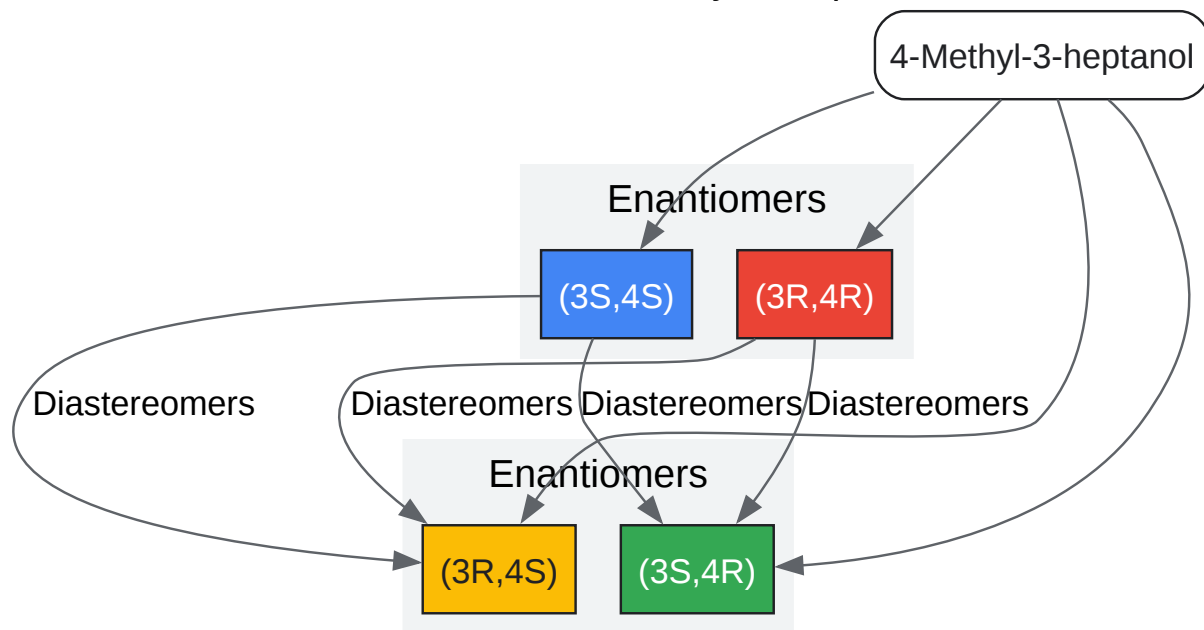 4-Methyl-3-heptanol
Enantiomers
(3S,4S)
(3R,4R)
Diastereomers
Diastereomers
Diastereomers
Diastereomers
Enantiomers
(3R,4S)
(3S,4R)